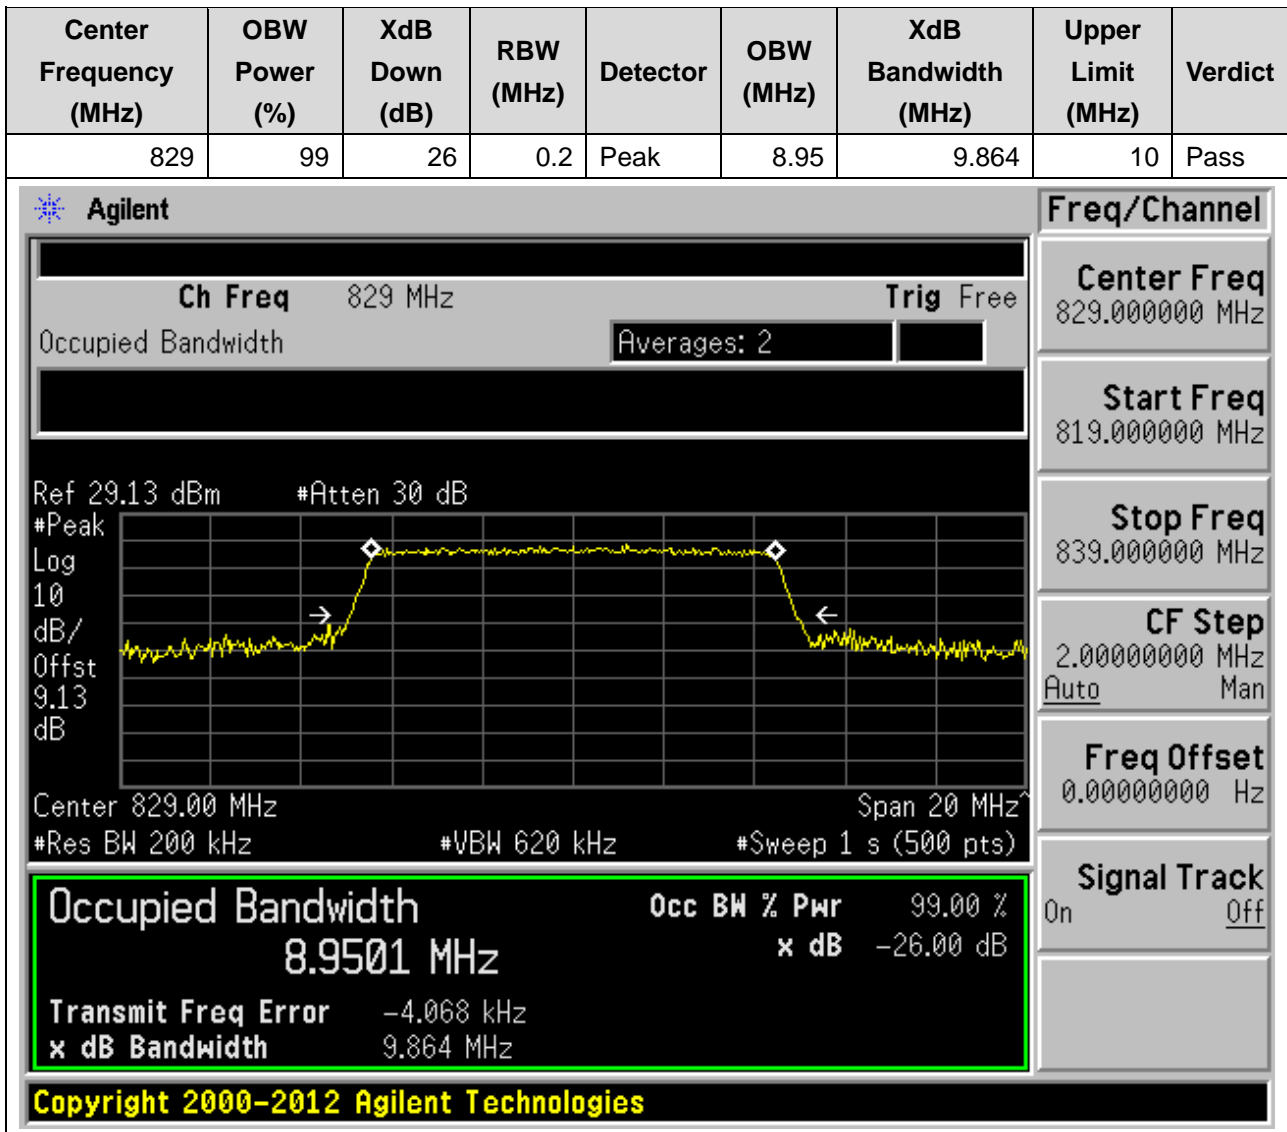 Center Frequency (MHz) OBW Power (%) XdB Down (dB) RBW (MHz) Detector OBW (MHz) XdB Bandwidth (MHz) Upper Limit (MHz) Verdict
829 99 26 0.2 Peak 8.95 9.864 10 Pass
Agilent
Freq/Channel
Ch Freq 829 MHz Trig Free
Occupied Bandwidth Averages: 2
Center Freq
829.000000 MHz
Start Freq
819.000000 MHz
Stop Freq
839.000000 MHz
CF Step
2.00000000 MHz
Auto Man
Freq Offset
0.00000000 Hz
Signal Track
On Off
Ref 29.13 dBm #Atten 30 dB
#Peak
Log
10
dB/
Offst
9.13
dB
Center 829.00 MHz Span 20 MHz^
#Res BW 200 kHz #VBW 620 kHz #Sweep 1 s (500 pts)
Occupied Bandwidth Occ BW % Pwr 99.00 %
8.9501 MHz x dB -26.00 dB
Transmit Freq Error -4.068 kHz
x dB Bandwidth 9.864 MHz
Copyright 2000-2012 Agilent Technologies